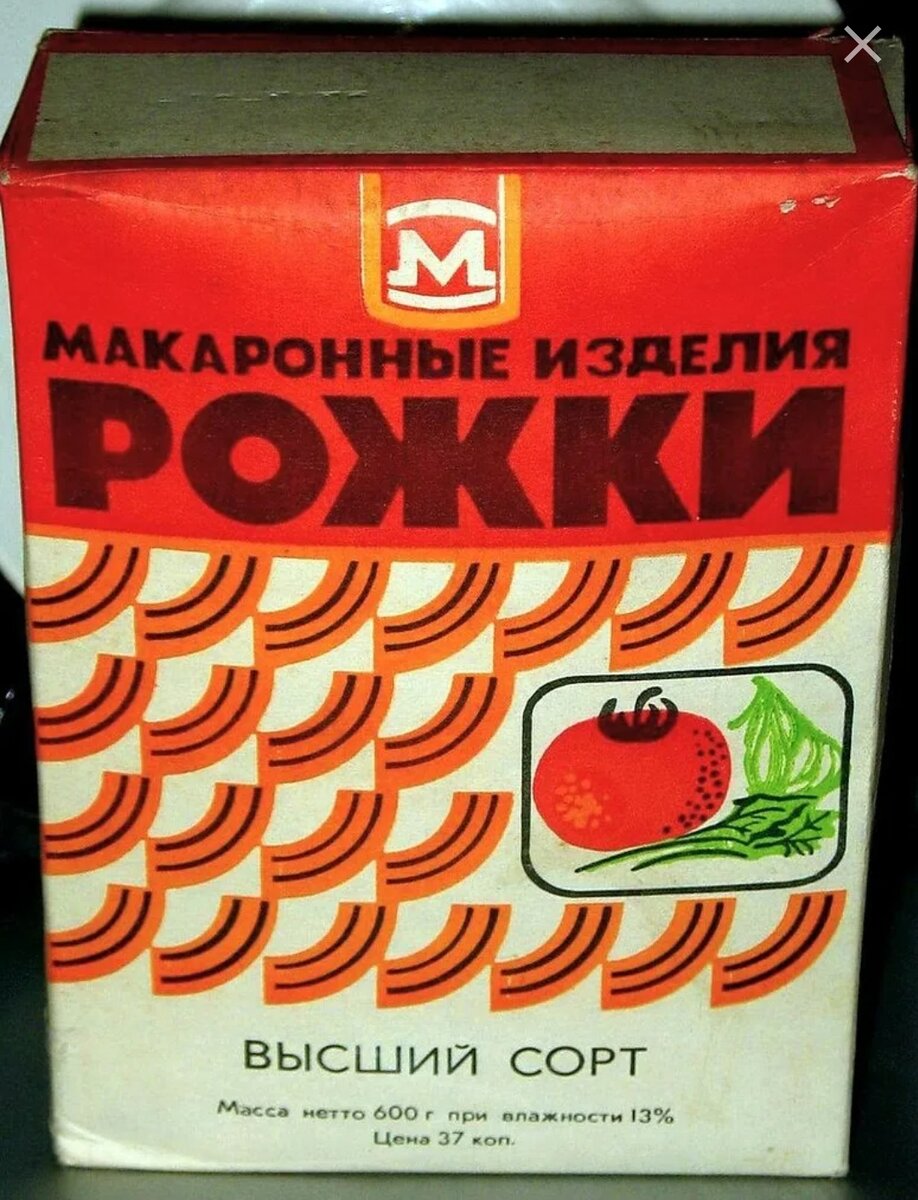 М
МАКАРОННЫЕ ИЗДЕЛИЯ
РОЖКИ
ВЫСШИЙ СОРТ
Масса нетто 600 г при влажности 13%
Цена 37 коп.